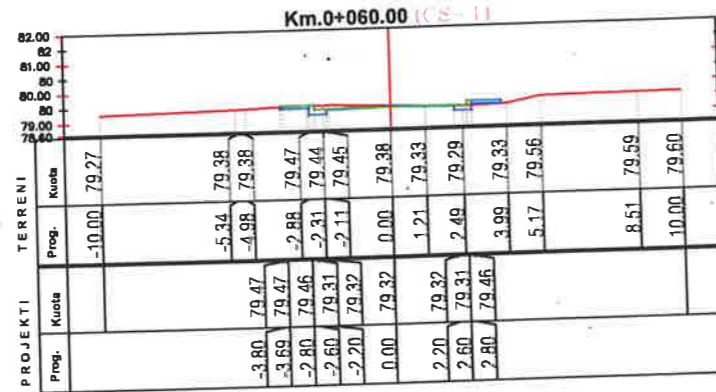 Km.0+060.00 (CS-1)
82.00
82
81.00
81
80.00
80
79.00
78.60
TERRENI
Kuota 79.27 79.38 79.38 79.47 79.44 79.45 79.38 79.33 79.29 79.33 79.56 79.59 79.60
Prog. -10.00 -5.34 -4.98 -2.88 -2.31 -2.11 0.00 1.21 2.49 3.99 5.17 8.51 10.00
PROJEKTI
Kuota 79.47 79.47 79.46 79.31 79.32 79.32 79.32 79.31 79.46
Prog. -3.80 -3.69 -2.80 -2.60 -2.20 0.00 2.20 2.60 2.80